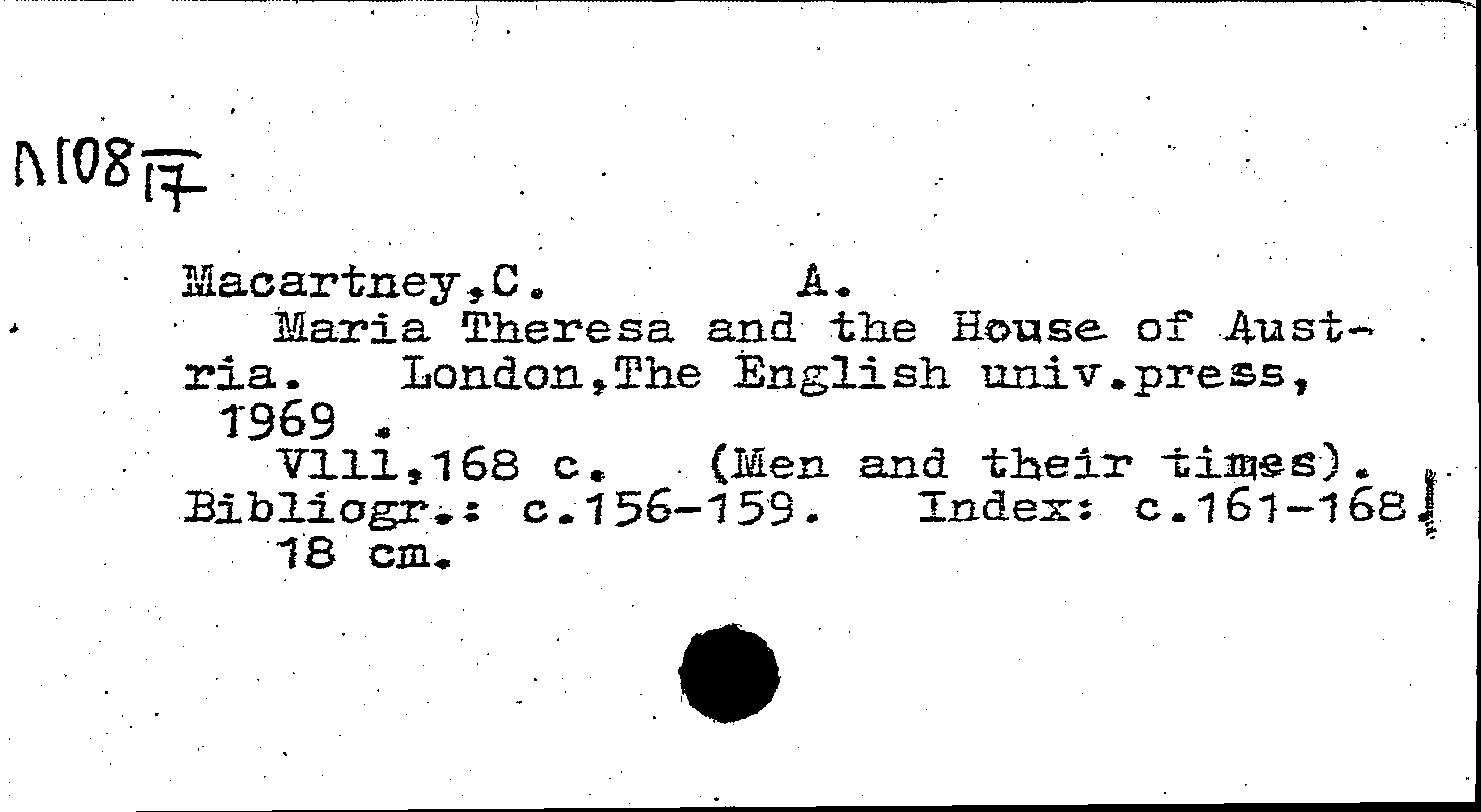 Л108
17
Macartney,C. A.
Maria Theresa and the House of Aust-
ria. London,The English univ.press,
1969 .
Vlll,168 c. (Men and their times).
Bibliogr.: c.156-159. Index: c.161-168.
18 cm.